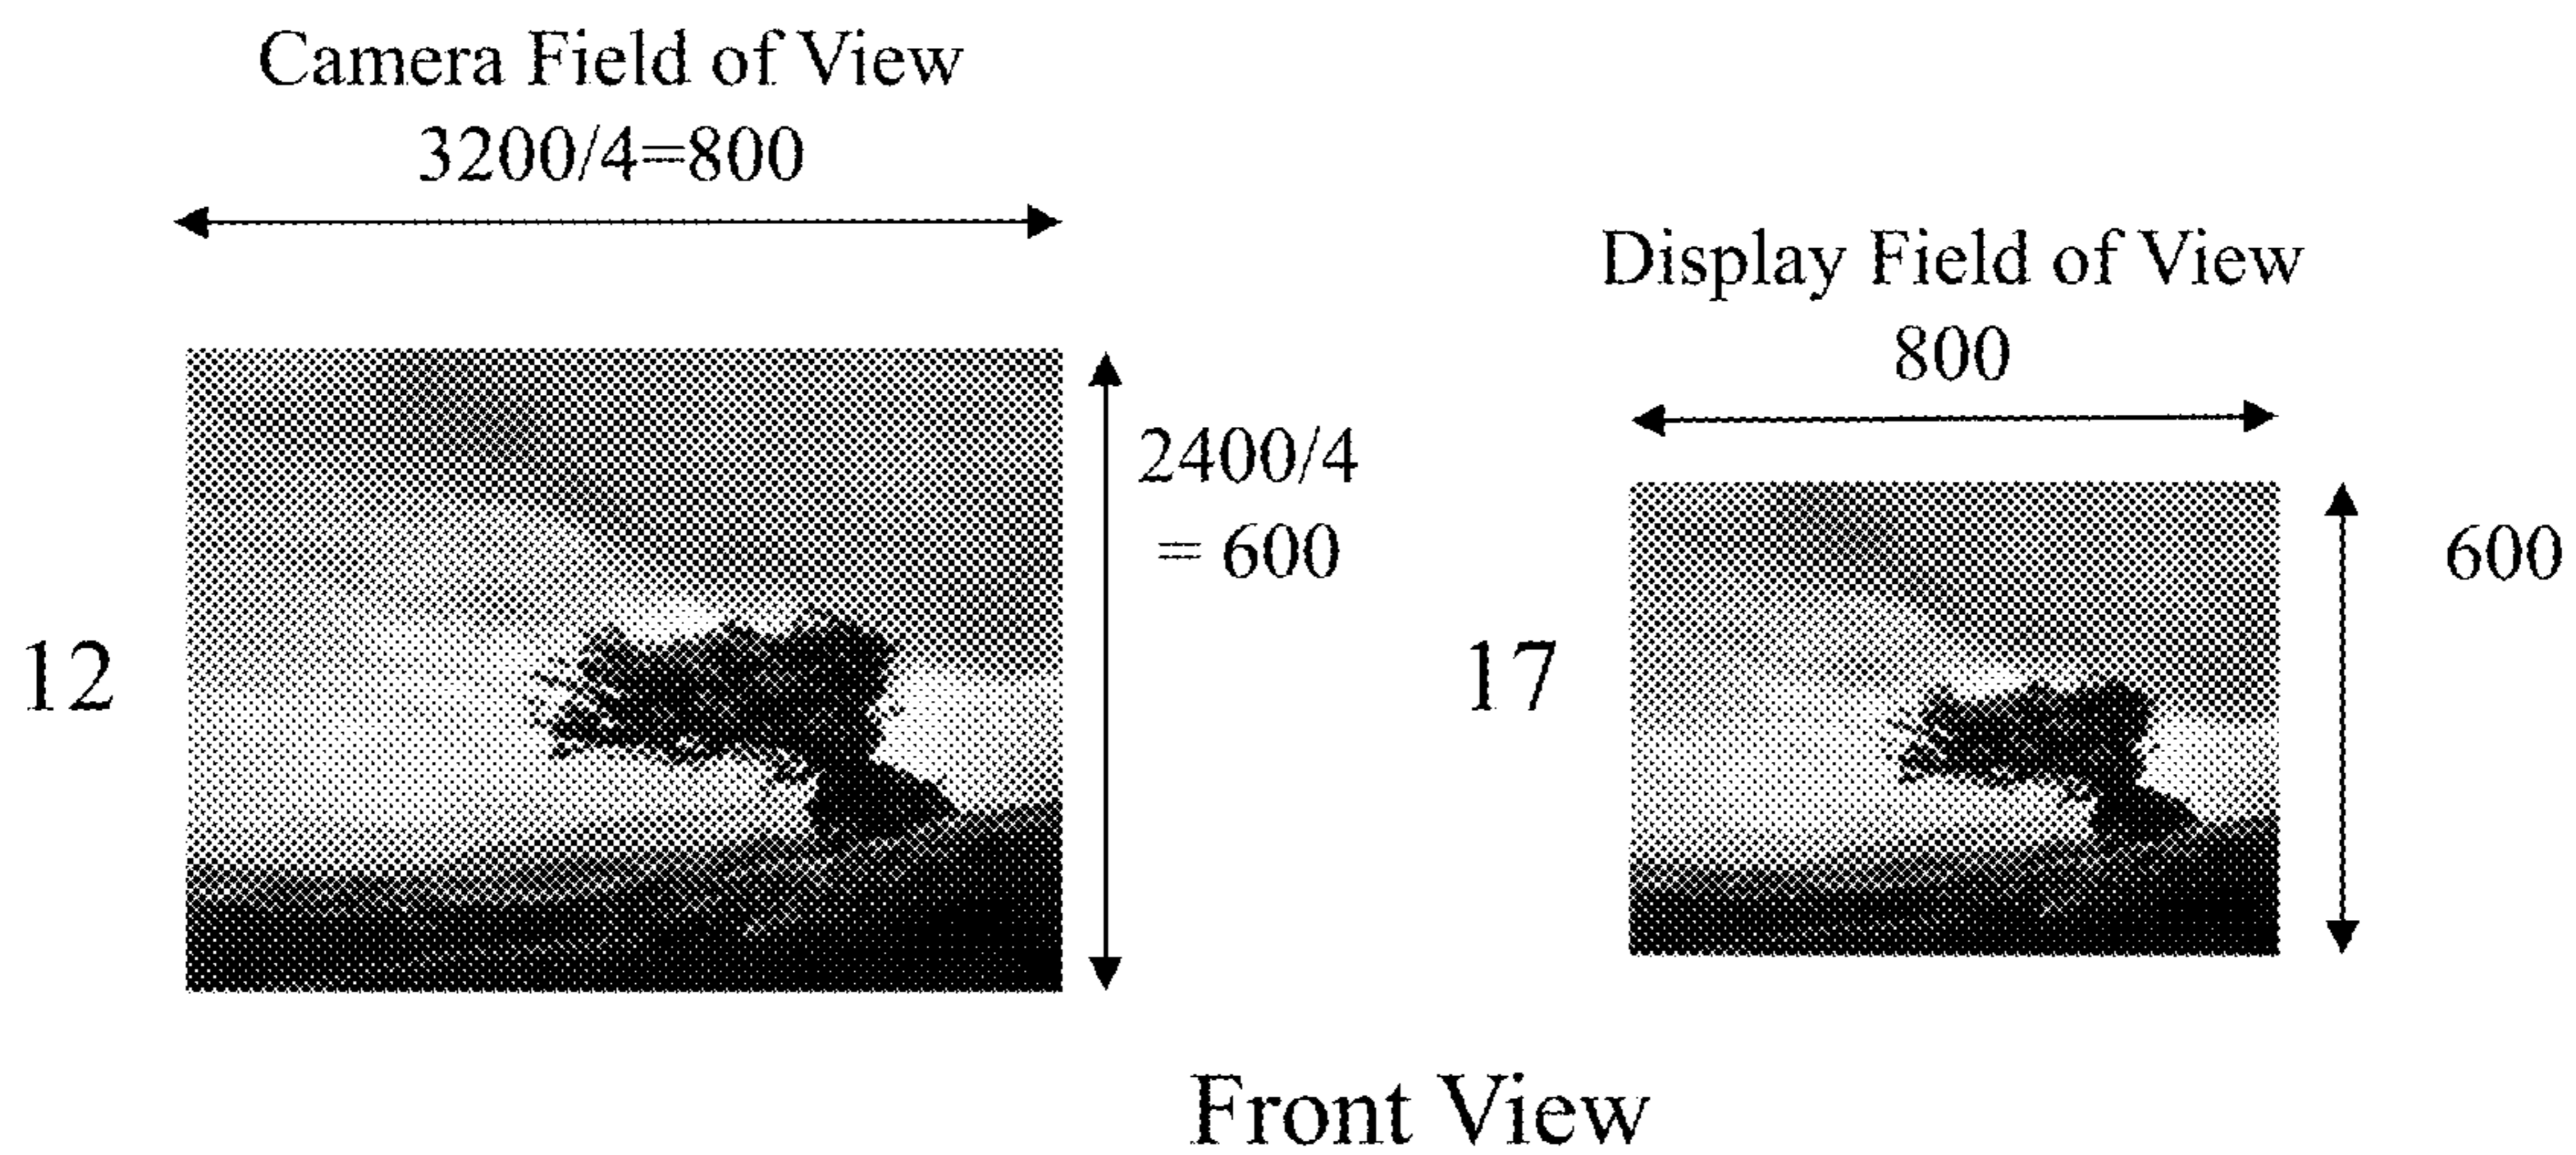 Camera Field of View
3200/4=800
Display Field of View
800
2400/4
= 600
600
12
17
Front View